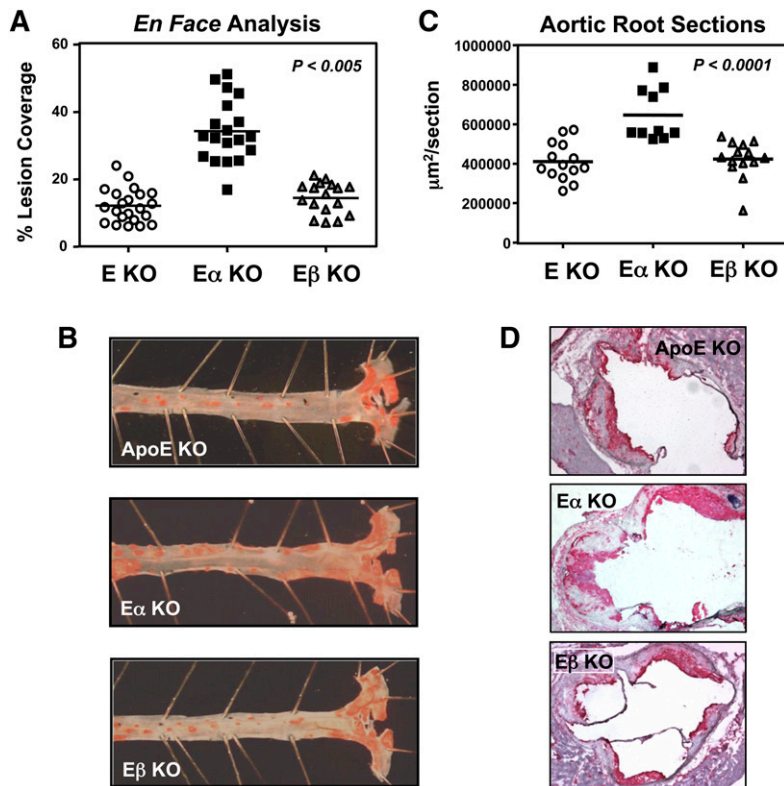 A
En Face Analysis
% Lesion Coverage
60
40
20
0
P < 0.005
E KO
Eα KO
Eβ KO
C
Aortic Root Sections
μm²/section
1000000
800000
600000
400000
200000
0
P < 0.0001
E KO
Eα KO
Eβ KO
B
ApoE KO
Eα KO
Eβ KO
D
ApoE KO
Eα KO
Eβ KO